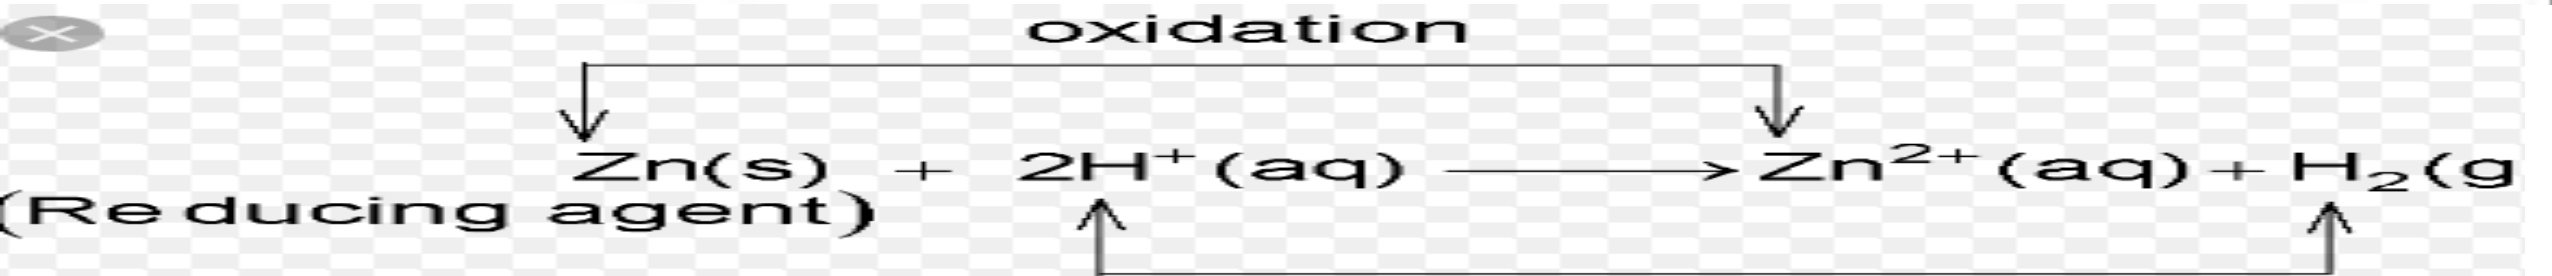 oxidation
Zn(s) + 2H⁺(aq) → Zn²⁺(aq) + H₂(g
(Reducing agent)